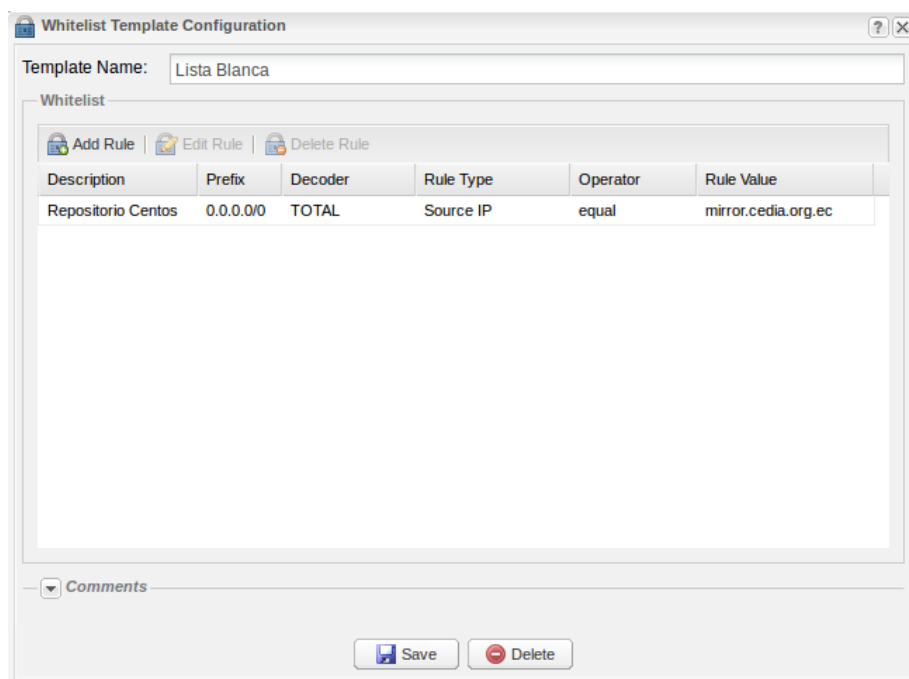 Whitelist Template Configuration
Template Name: Lista Blanca
Whitelist
Add Rule Edit Rule Delete Rule
Description Prefix Decoder Rule Type Operator Rule Value
Repositorio Centos 0.0.0.0/0 TOTAL Source IP equal mirror.cedia.org.ec
Comments
Save Delete